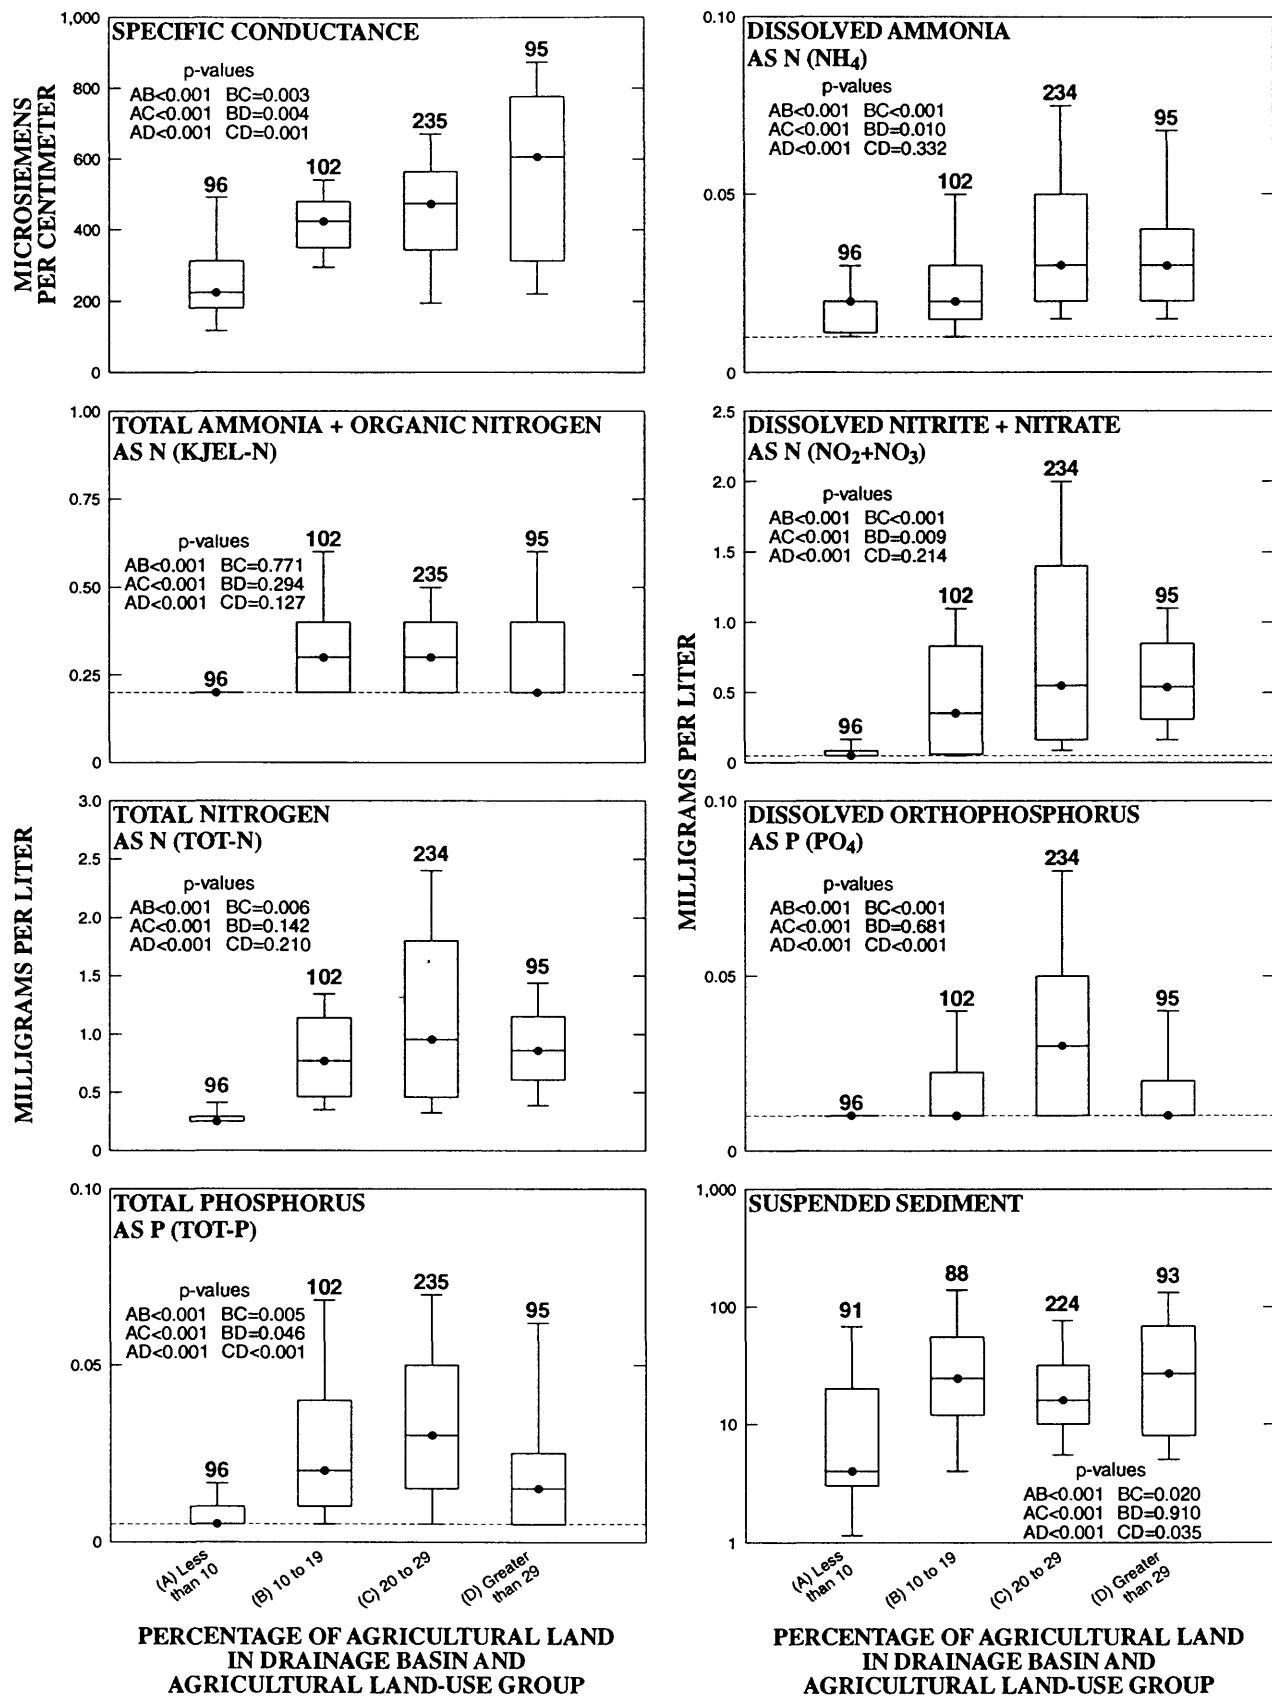 MICROSIEMENS
PER CENTIMETER
1,000
800
600
400
200
0
SPECIFIC CONDUCTANCE
p-values
AB<0.001 BC=0.003
AC<0.001 BD=0.004
AD<0.001 CD=0.001
96
102
235
95
0.10
0.05
0
DISSOLVED AMMONIA
AS N (NH4)
p-values
AB<0.001 BC<0.001
AC<0.001 BD=0.010
AD<0.001 CD=0.332
96
102
234
95
1.00
0.75
0.50
0.25
0
TOTAL AMMONIA + ORGANIC NITROGEN
AS N (KJEL-N)
p-values
AB<0.001 BC=0.771
AC<0.001 BD=0.294
AD<0.001 CD=0.127
96
102
235
95
MILLIGRAMS PER LITER
2.5
2.0
1.5
1.0
0.5
0
DISSOLVED NITRITE + NITRATE
AS N (NO2+NO3)
p-values
AB<0.001 BC<0.001
AC<0.001 BD=0.009
AD<0.001 CD=0.214
96
102
234
95
MILLIGRAMS PER LITER
3.0
2.5
2.0
1.5
1.0
0.5
0
TOTAL NITROGEN
AS N (TOT-N)
p-values
AB<0.001 BC=0.006
AC<0.001 BD=0.142
AD<0.001 CD=0.210
96
102
234
95
0.10
0.05
0
DISSOLVED ORTHOPHOSPHORUS
AS P (PO4)
p-values
AB<0.001 BC<0.001
AC<0.001 BD=0.681
AD<0.001 CD<0.001
96
102
234
95
0.10
0.05
0
TOTAL PHOSPHORUS
AS P (TOT-P)
p-values
AB<0.001 BC=0.005
AC<0.001 BD=0.046
AD<0.001 CD<0.001
96
102
235
95
(A) Less
than 10
(B) 10 to 19
(C) 20 to 29
(D) Greater
than 29
PERCENTAGE OF AGRICULTURAL LAND
IN DRAINAGE BASIN AND
AGRICULTURAL LAND-USE GROUP
1,000
100
10
1
SUSPENDED SEDIMENT
91
88
224
93
p-values
AB<0.001 BC=0.020
AC<0.001 BD=0.910
AD<0.001 CD=0.035
(A) Less
than 10
(B) 10 to 19
(C) 20 to 29
(D) Greater
than 29
PERCENTAGE OF AGRICULTURAL LAND
IN DRAINAGE BASIN AND
AGRICULTURAL LAND-USE GROUP